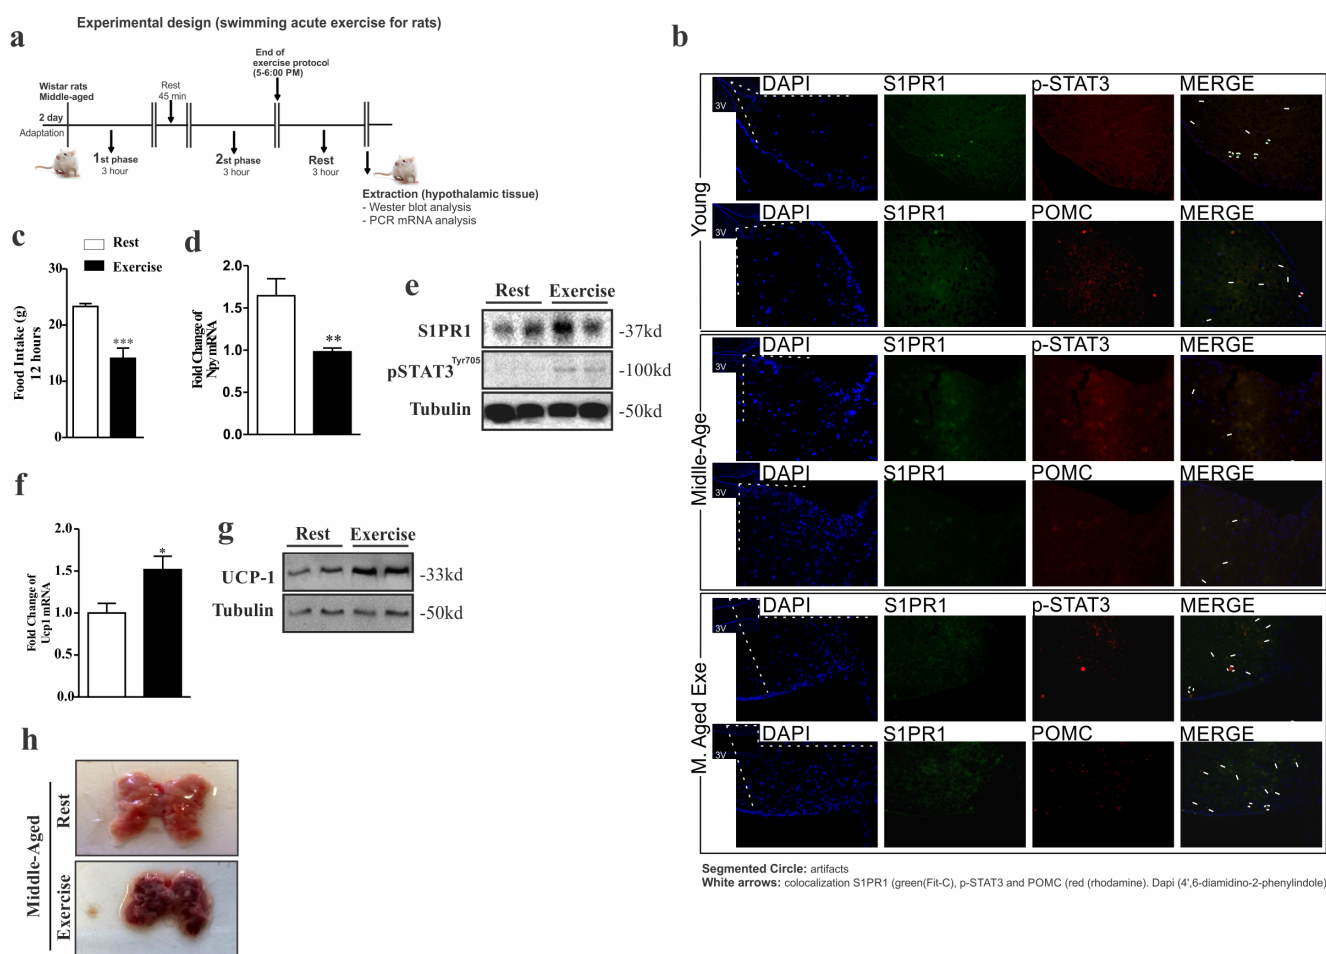 Experimental design (swimming acute exercise for rats)
a
End of
exercise protocol
(5-6:00 PM)
Wistar rats
Middle-aged
Rest
45 min
2 day
Adaptation
1st phase
3 hour
2st phase
3 hour
Rest
3 hour
Extraction (hypothalamic tissue)
- Wester blot analysis
- PCR mRNA analysis
b
DAPI S1PR1 p-STAT3 MERGE
3V
DAPI S1PR1 POMC MERGE
3V
Young
DAPI S1PR1 p-STAT3 MERGE
3V
DAPI S1PR1 POMC MERGE
3V
Midlle-Age
DAPI S1PR1 p-STAT3 MERGE
3V
DAPI S1PR1 POMC MERGE
3V
M. Aged Exe
Segmented Circle: artifacts
White arrows: colocalization S1PR1 (green(Fit-C), p-STAT3 and POMC (red (rhodamine). Dapi (4',6-diamidino-2-phenylindole)
c
Rest
Exercise
Food Intake (g)
12 hours
30
20
10
0
***
d
Fold Change of
Npy mRNA
2.0
1.5
1.0
0.5
0.0
**
e
Rest Exercise
S1PR1 -37kd
pSTAT3Tyr705 -100kd
Tubulin -50kd
f
Fold Change of
Ucp1 mRNA
2.0
1.5
1.0
0.5
0.0
*
g
Rest Exercise
UCP-1 -33kd
Tubulin -50kd
h
Middle-Aged
Rest
Exercise